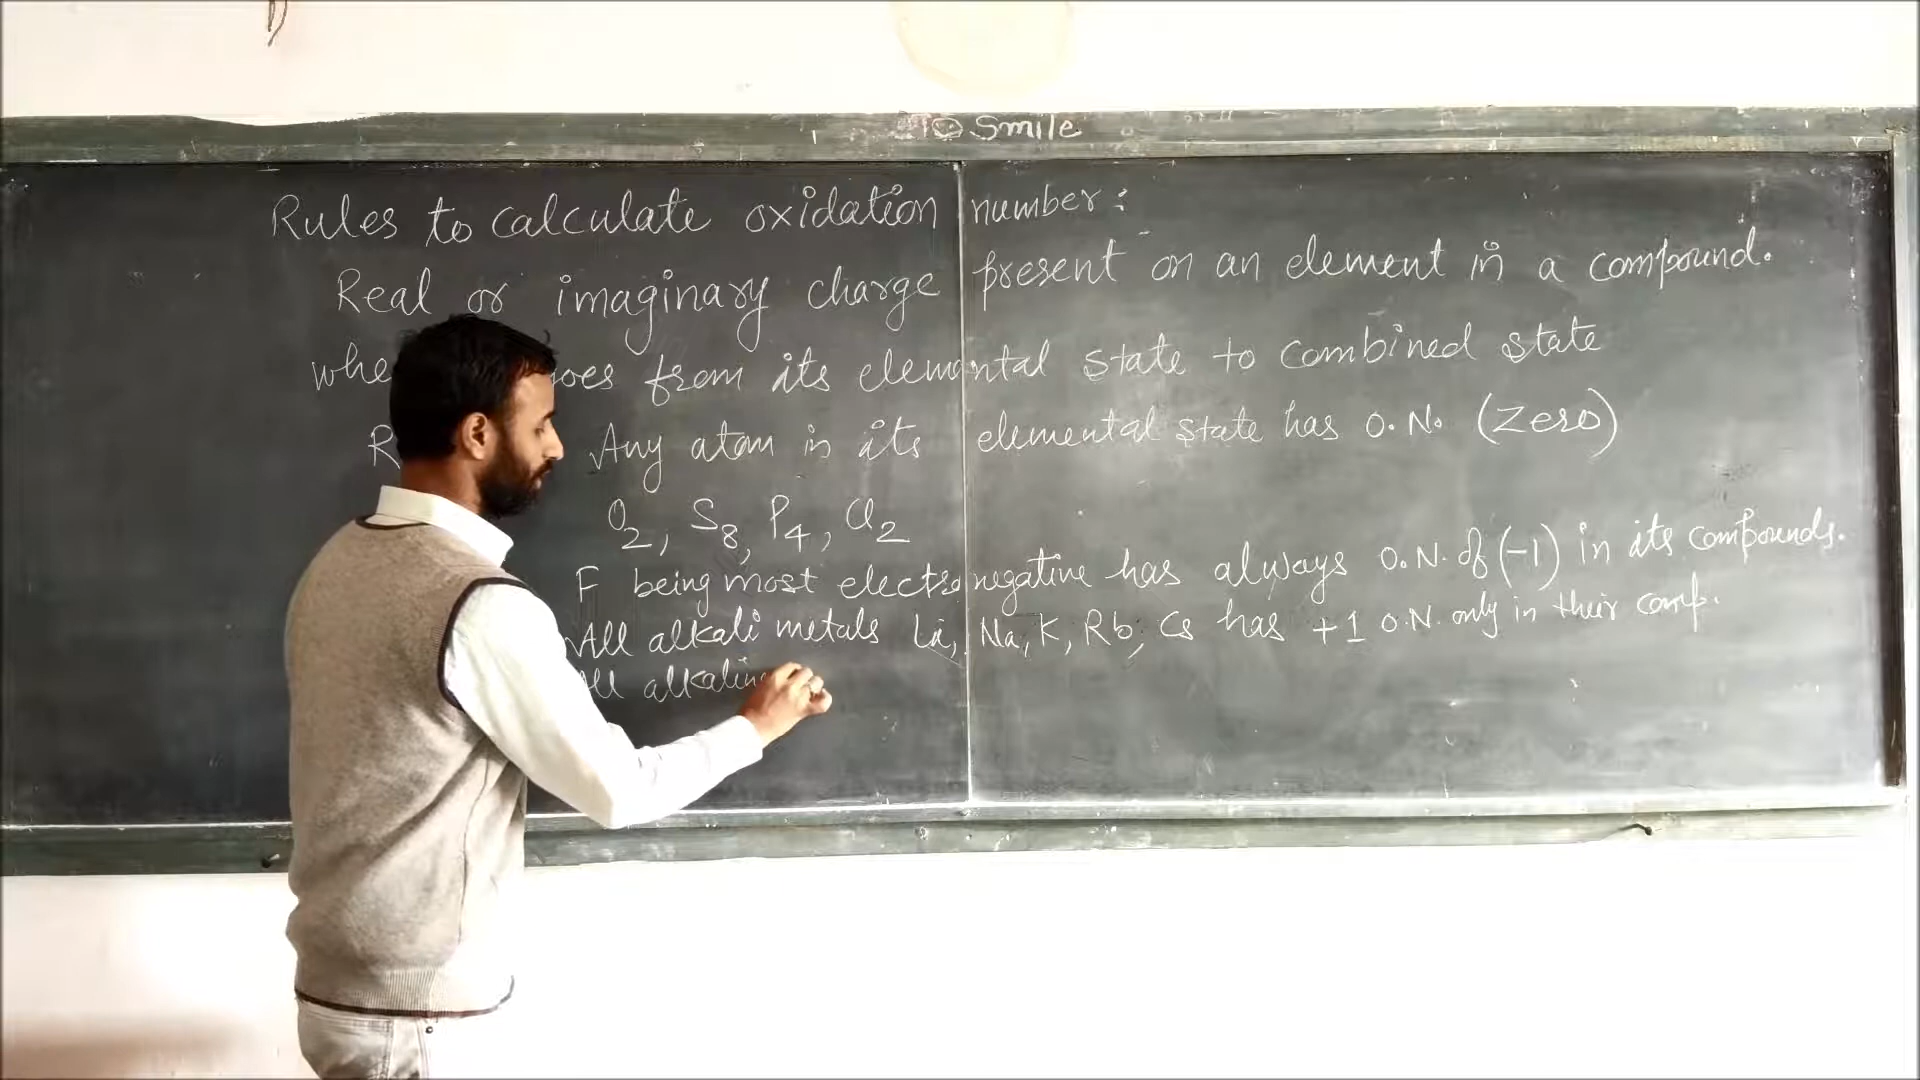 ☺ Smile
Rules to calculate oxidation number:
Real or imaginary charge present on an element in a compound.
goes from its elemental state to combined state
Any atom in its elemental state has O.N. (Zero)
O2, S8, P4, Cl2
F being most electronegative has always O.N. of (-1) in its compounds.
All alkali metals Li, Na, K, Rb, Cs has +1 O.N. only in their comp.
All alkalin